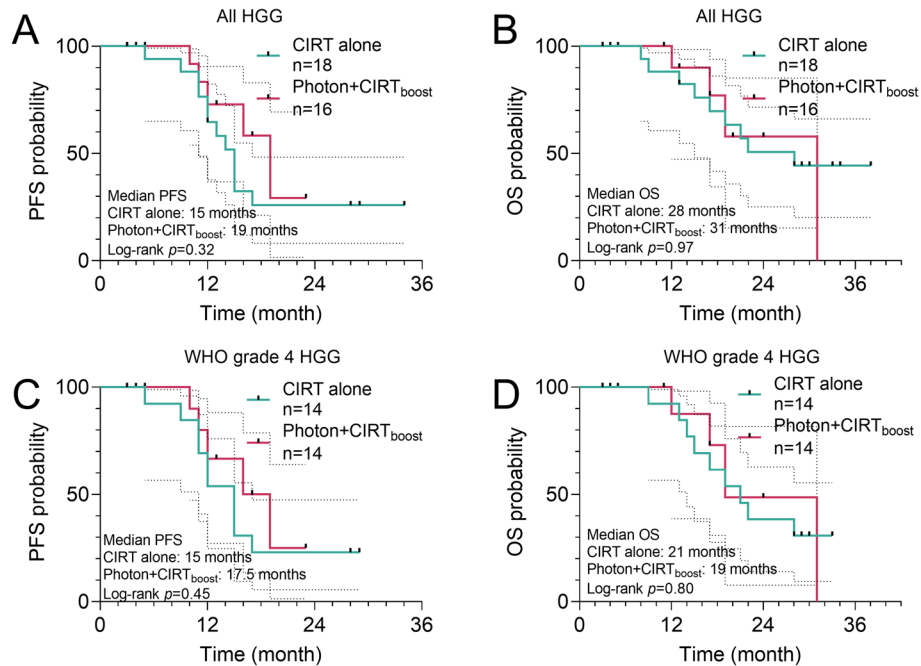 A
All HGG
PFS probability
100
50
0
CIRT alone
n=18
Photon+CIRTboost
n=16
Median PFS
CIRT alone: 15 months
Photon+CIRTboost: 19 months
Log-rank p=0.32
0 12 24 36
Time (month)
B
All HGG
OS probability
100
50
0
CIRT alone
n=18
Photon+CIRTboost
n=16
Median OS
CIRT alone: 28 months
Photon+CIRTboost: 31 months
Log-rank p=0.97
0 12 24 36
Time (month)
C
WHO grade 4 HGG
PFS probability
100
50
0
CIRT alone
n=14
Photon+CIRTboost
n=14
Median PFS
CIRT alone: 15 months
Photon+CIRTboost: 17.5 months
Log-rank p=0.45
0 12 24 36
Time (month)
D
WHO grade 4 HGG
OS probability
100
50
0
CIRT alone
n=14
Photon+CIRTboost
n=14
Median OS
CIRT alone: 21 months
Photon+CIRTboost: 19 months
Log-rank p=0.80
0 12 24 36
Time (month)